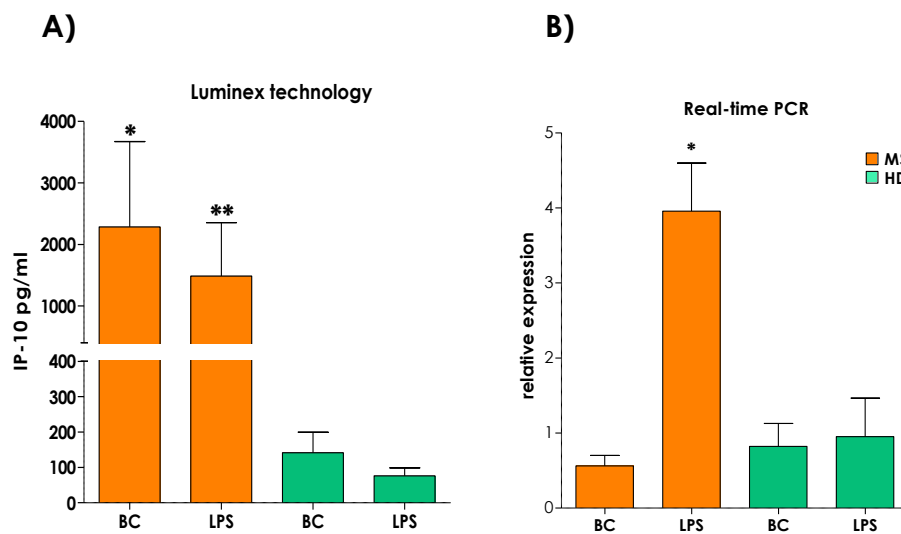 A)
B)
Luminex technology
IP-10 pg/ml
4000
3000
2000
1000
400
300
200
100
0
*
**
BC
LPS
BC
LPS
Real-time PCR
relative expression
5
4
3
2
1
0
*
BC
LPS
BC
LPS
HD